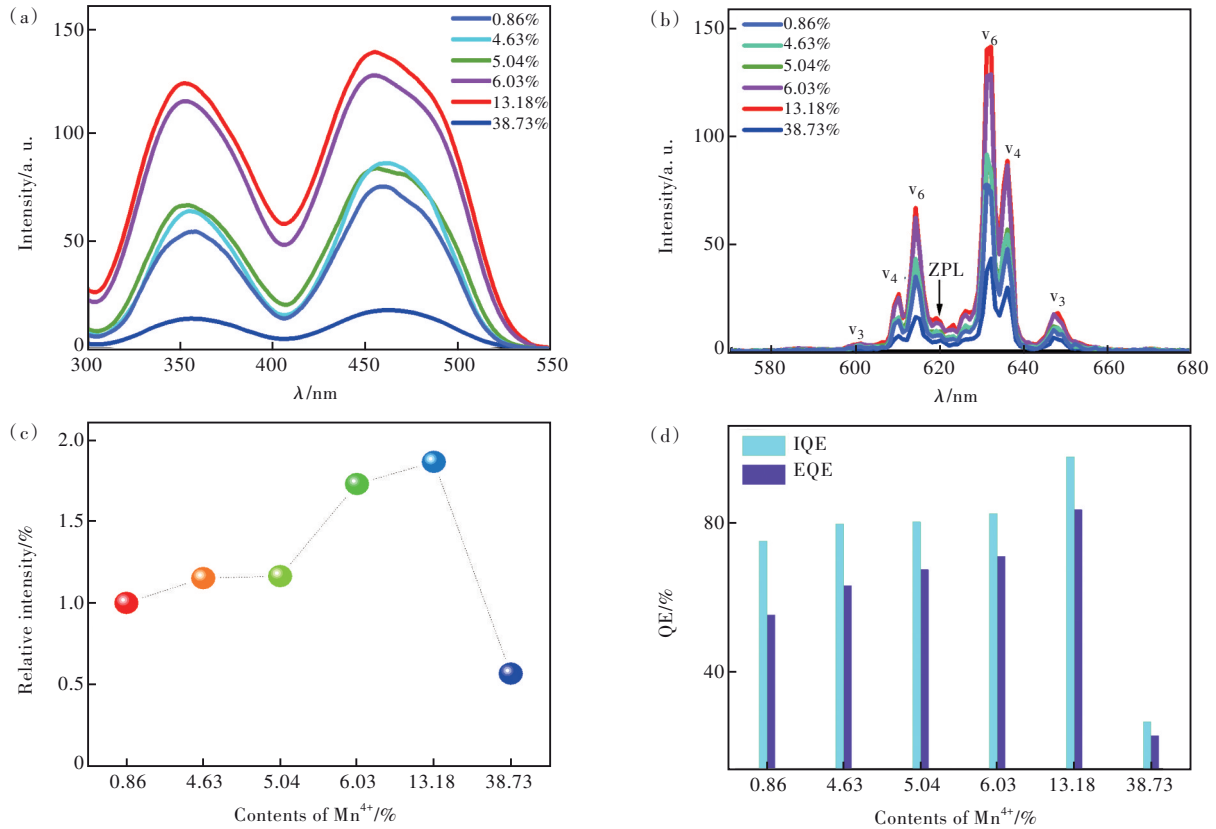 (a)
150
100
50
0
Intensity/a. u.
0.86%
4.63%
5.04%
6.03%
13.18%
38.73%
300 350 400 450 500 550
λ/nm
(b)
150
100
50
0
Intensity/a. u.
0.86%
4.63%
5.04%
6.03%
13.18%
38.73%
v3
v4
v6
ZPL
v6
v4
v3
580 600 620 640 660 680
λ/nm
(c)
2.0
1.5
1.0
0.5
0
Relative intensity/%
0.86 4.63 5.04 6.03 13.18 38.73
Contents of Mn⁴⁺/%
(d)
IQE
EQE
80
40
QE/%
0.86 4.63 5.04 6.03 13.18 38.73
Contents of Mn⁴⁺/%